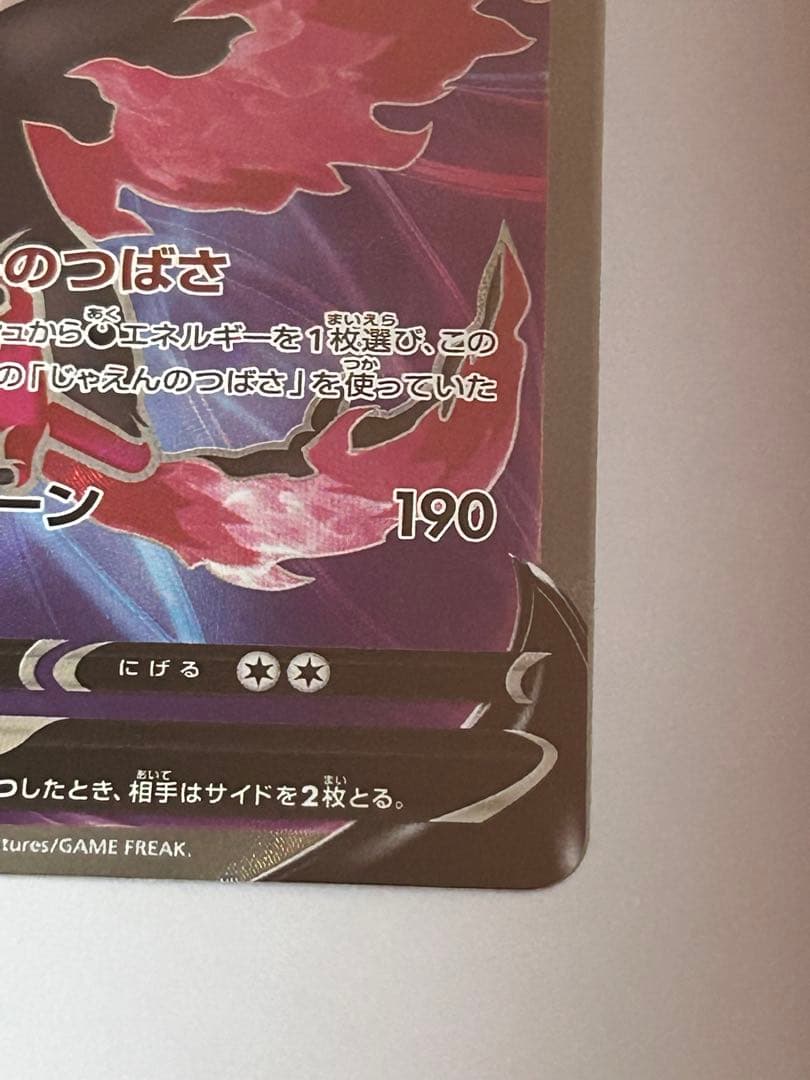 のつばさ
から エネルギーを1枚選び、この
の「じゃえんのつばさ」を使っていた
ーン 190
にげる
つしたとき、相手はサイドを2枚とる。
tures/GAME FREAK.